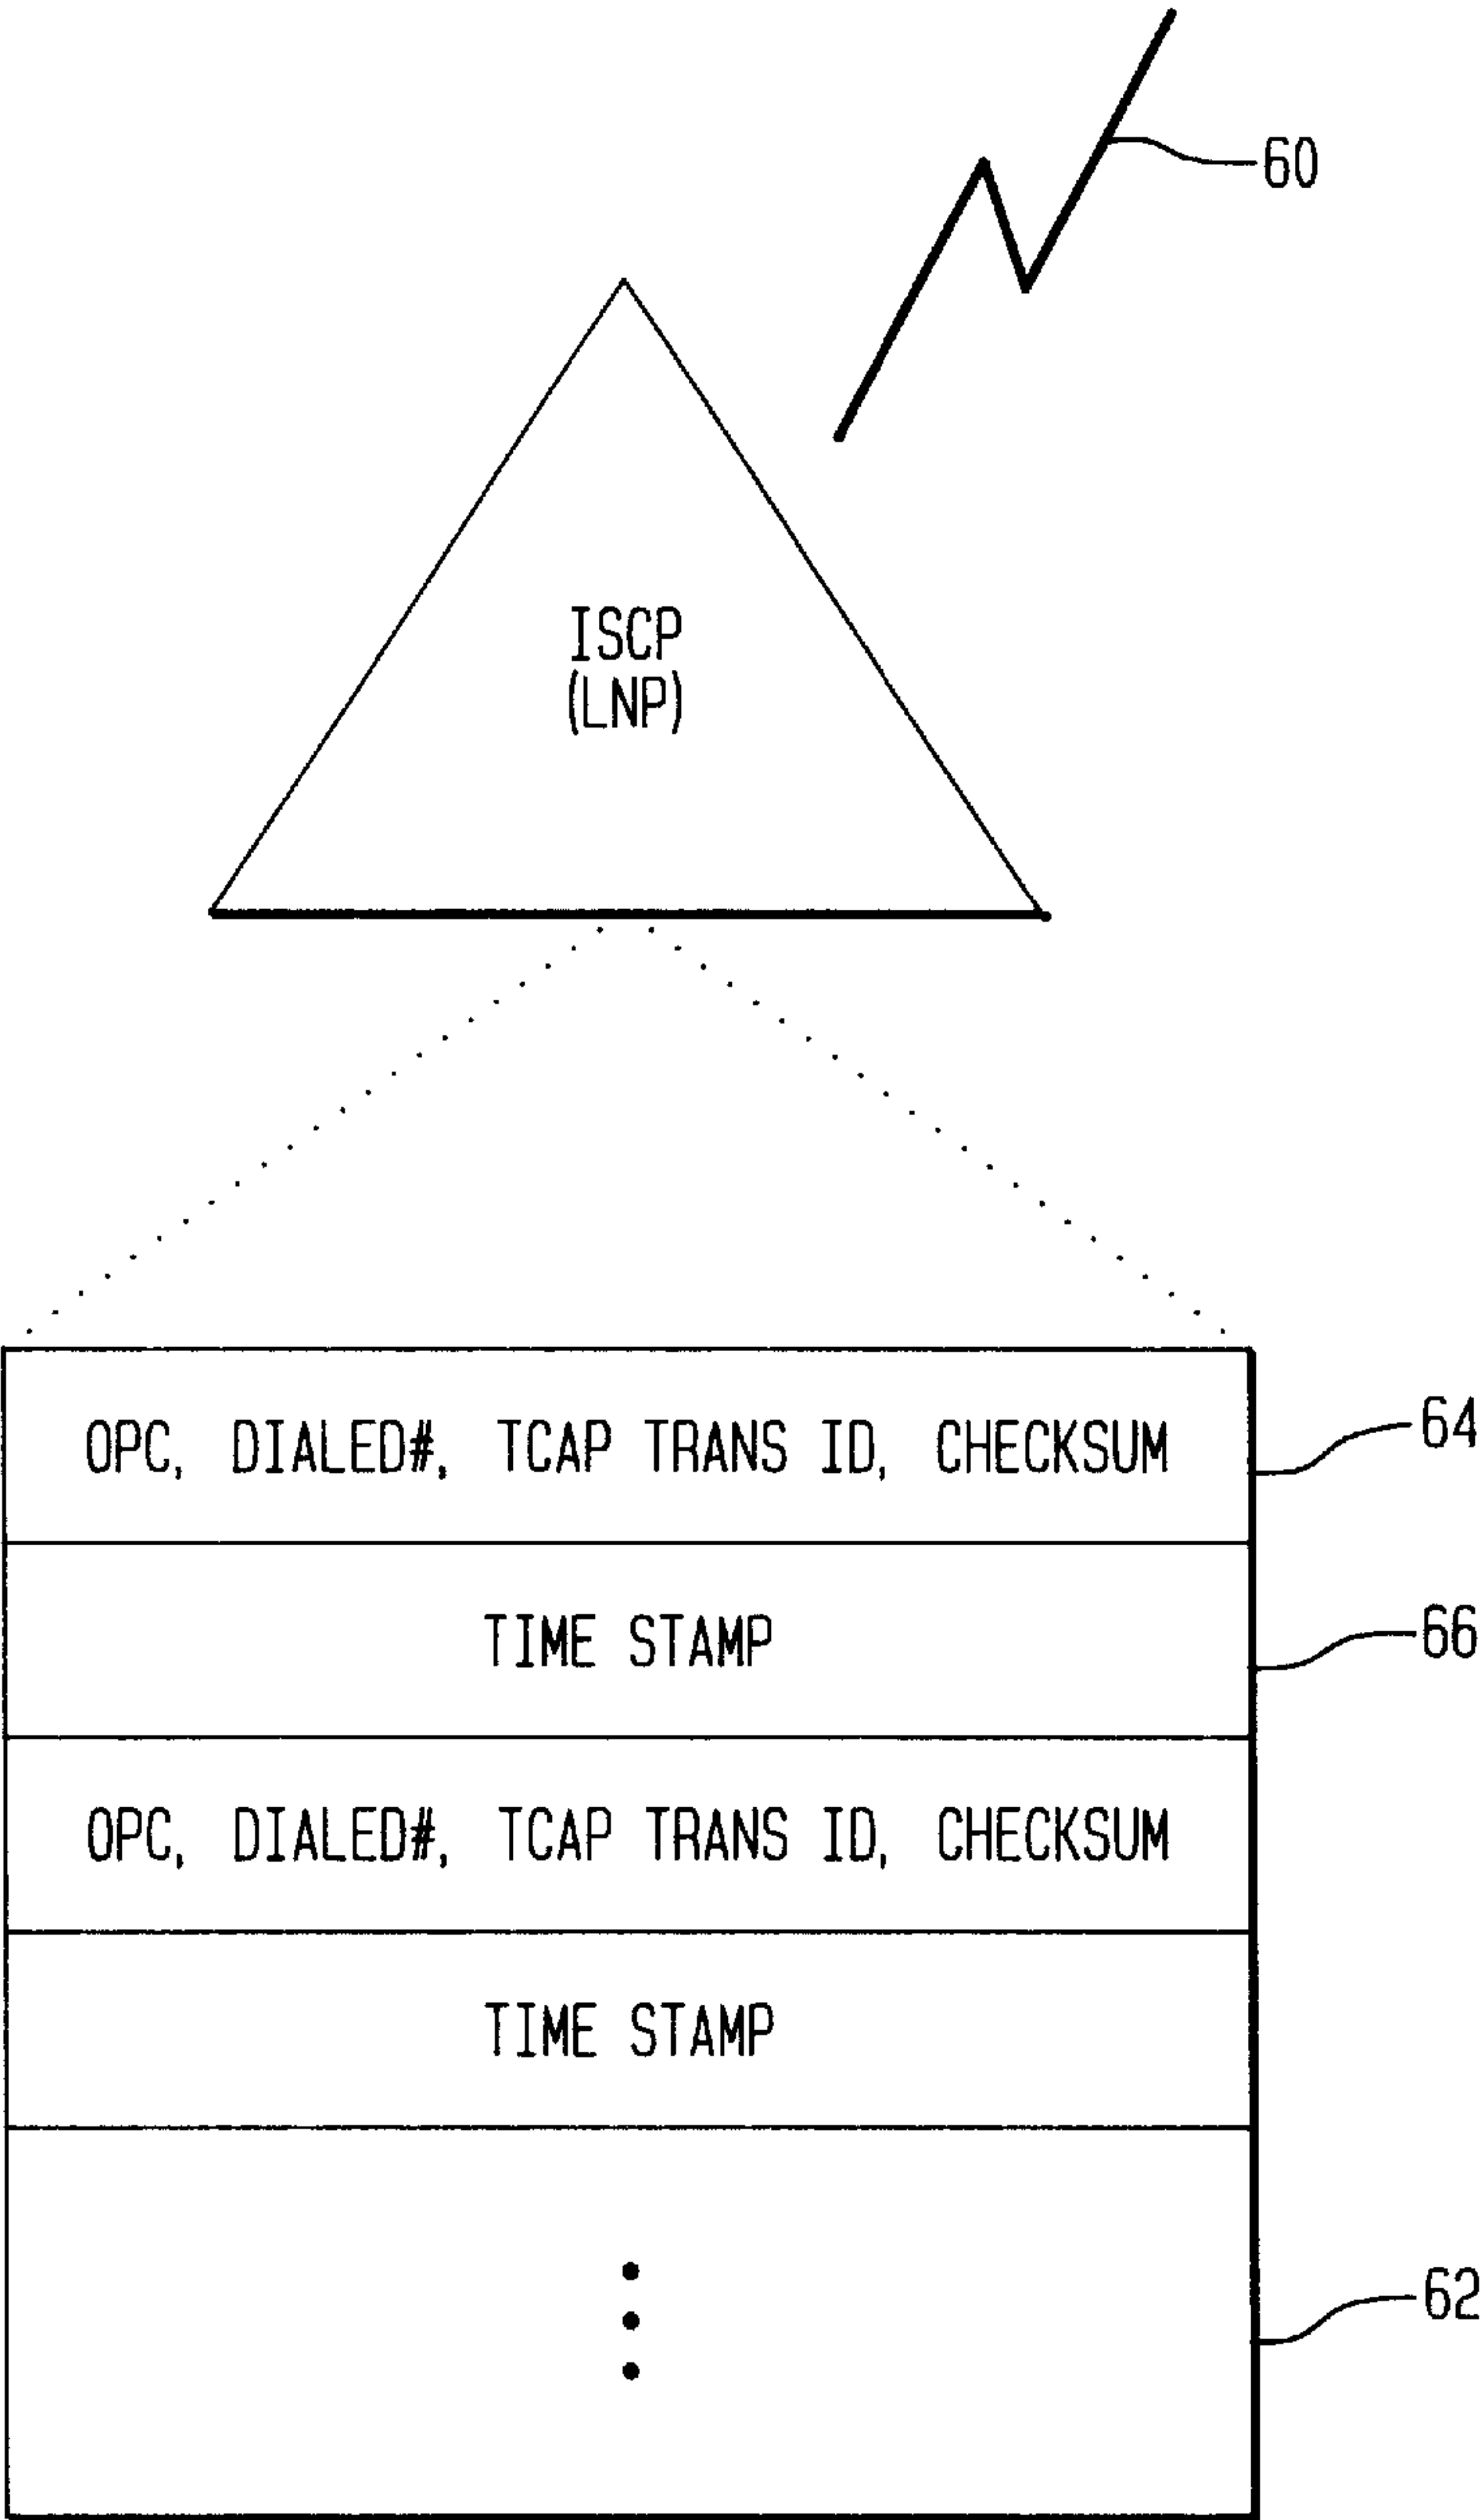 60
ISCP
(LNP)
OPC, DIALED#, TCAP TRANS ID, CHECKSUM
64
TIME STAMP
66
OPC, DIALED#, TCAP TRANS ID, CHECKSUM
TIME STAMP
62